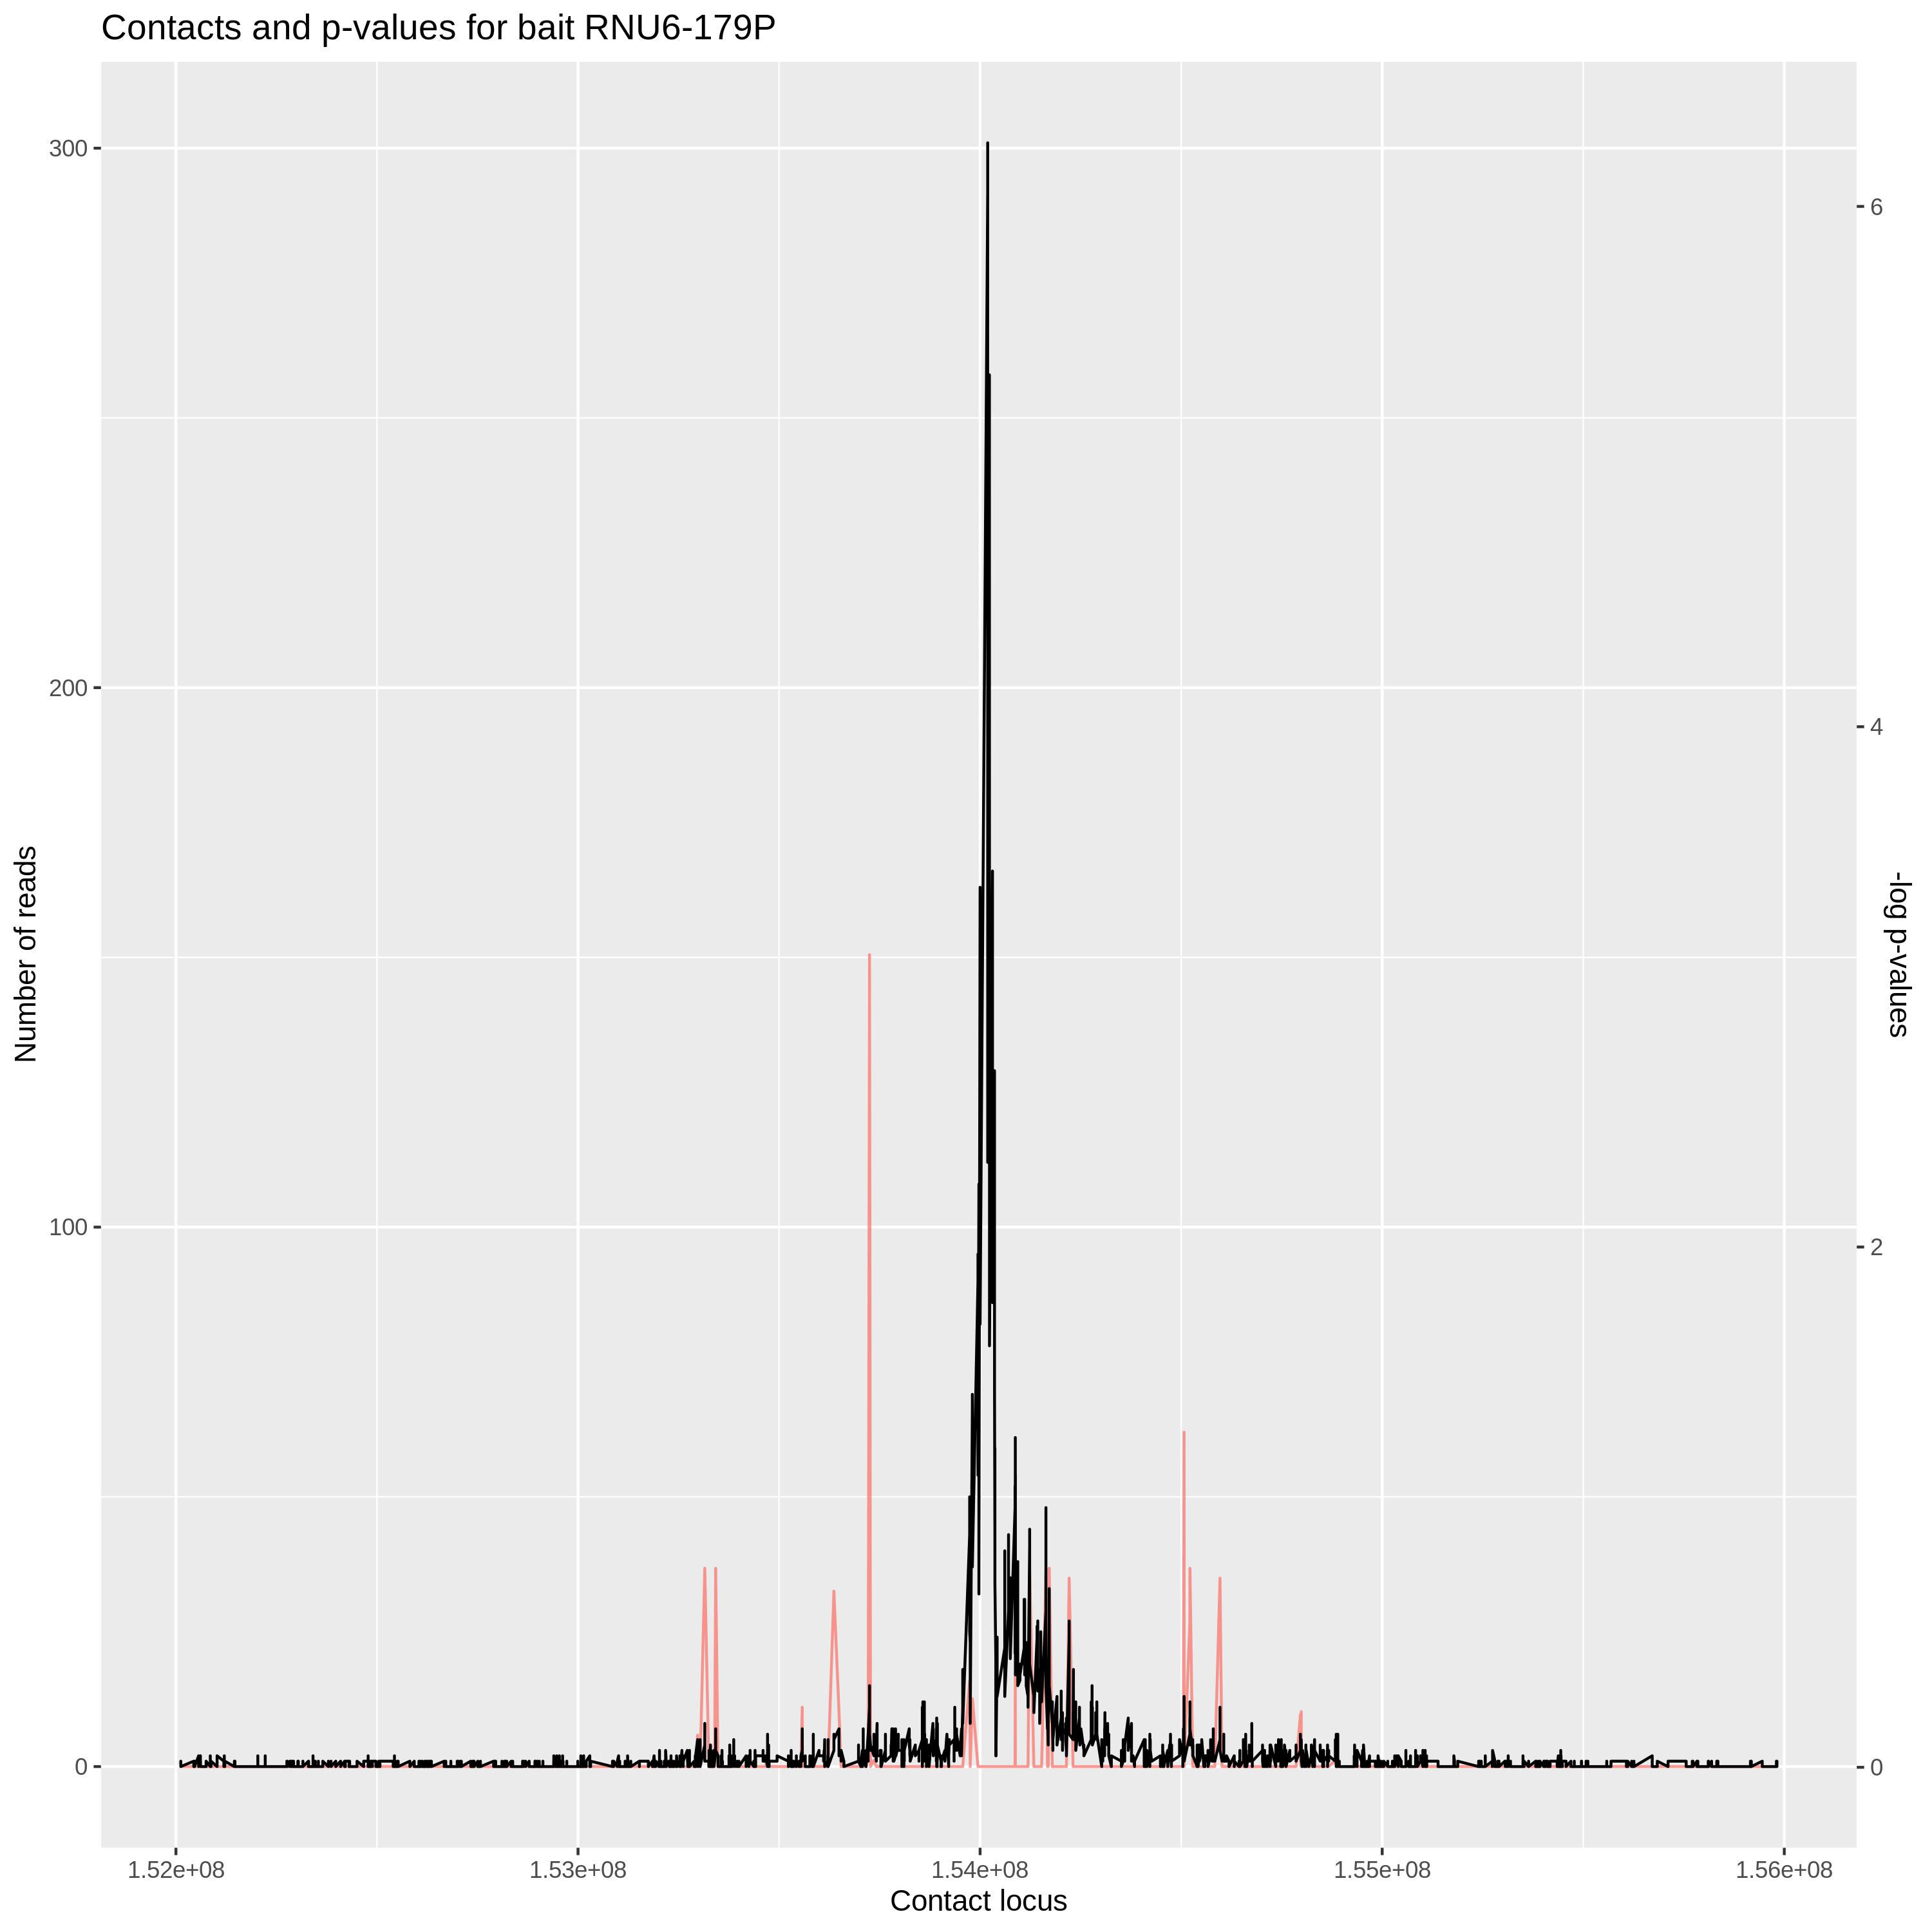 Contacts and p-values for bait RNU6-179P
300
200
100
0
6
4
2
0
Number of reads
-log p-values
1.52e+08
1.53e+08
1.54e+08
1.55e+08
1.56e+08
Contact locus